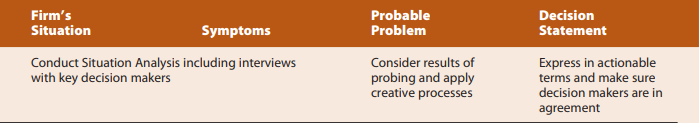 Firm's Situation
Symptoms
Probable Problem
Decision Statement
Conduct Situation Analysis including interviews
with key decision makers
Consider results of
probing and apply
creative processes
Express in actionable
terms and make sure
decision makers are in
agreement